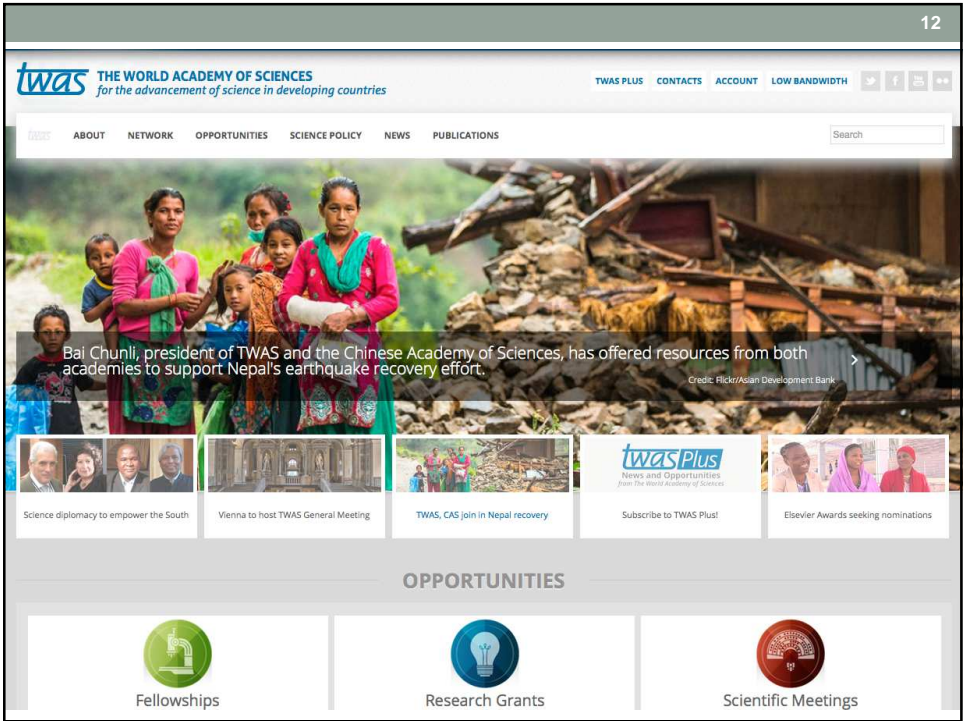 12
twas THE WORLD ACADEMY OF SCIENCES
for the advancement of science in developing countries
TWAS PLUS CONTACTS ACCOUNT LOW BANDWIDTH
twas ABOUT NETWORK OPPORTUNITIES SCIENCE POLICY NEWS PUBLICATIONS
Search
Bai Chunli, president of TWAS and the Chinese Academy of Sciences, has offered resources from both
academies to support Nepal's earthquake recovery effort.
Credit: Flickr/Asian Development Bank
twas Plus
News and Opportunities
from The World Academy of Sciences
Science diplomacy to empower the South
Vienna to host TWAS General Meeting
TWAS, CAS join in Nepal recovery
Subscribe to TWAS Plus!
Elsevier Awards seeking nominations
OPPORTUNITIES
Fellowships
Research Grants
Scientific Meetings